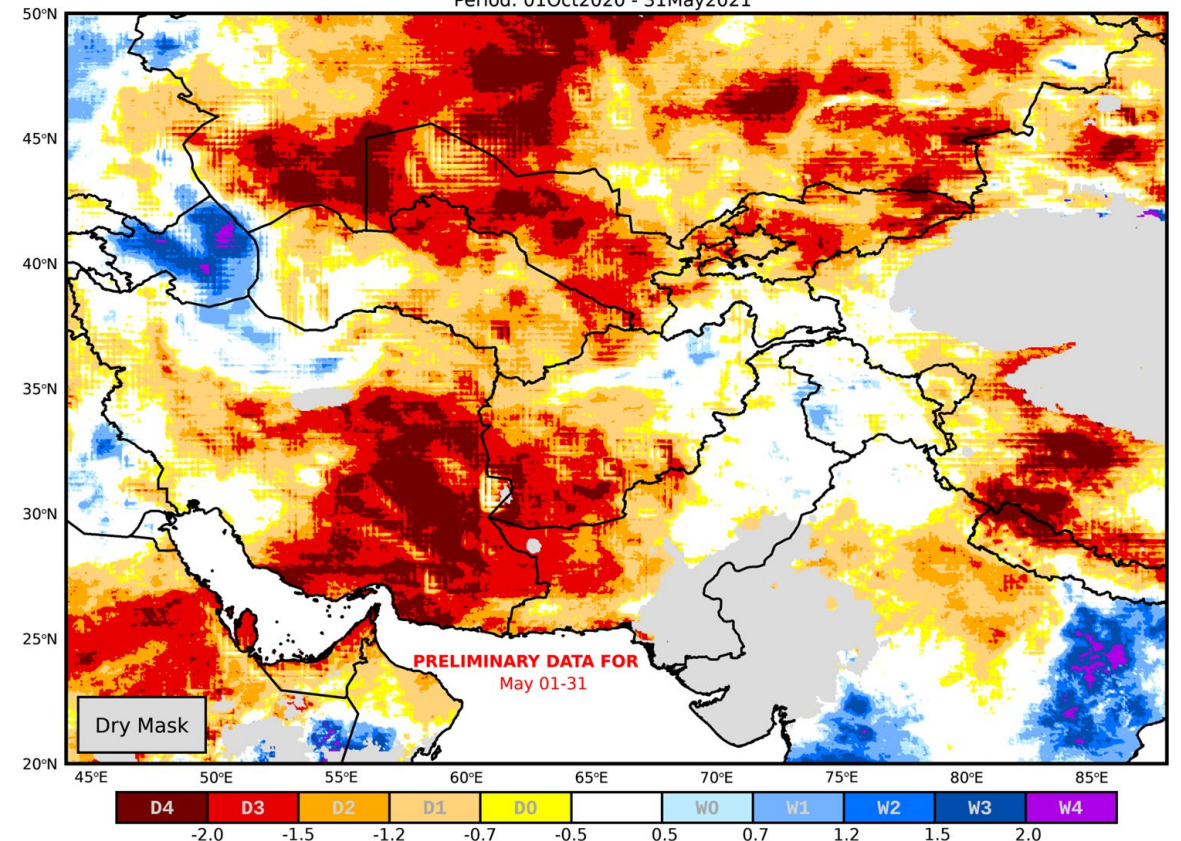 Period: 01Oct2020 - 31May2021
50°N
45°N
40°N
35°N
30°N
25°N
20°N
PRELIMINARY DATA FOR
May 01-31
Dry Mask
45°E 50°E 55°E 60°E 65°E 70°E 75°E 80°E 85°E
D4 D3 D2 D1 D0 W0 W1 W2 W3 W4
-2.0 -1.5 -1.2 -0.7 -0.5 0.5 0.7 1.2 1.5 2.0